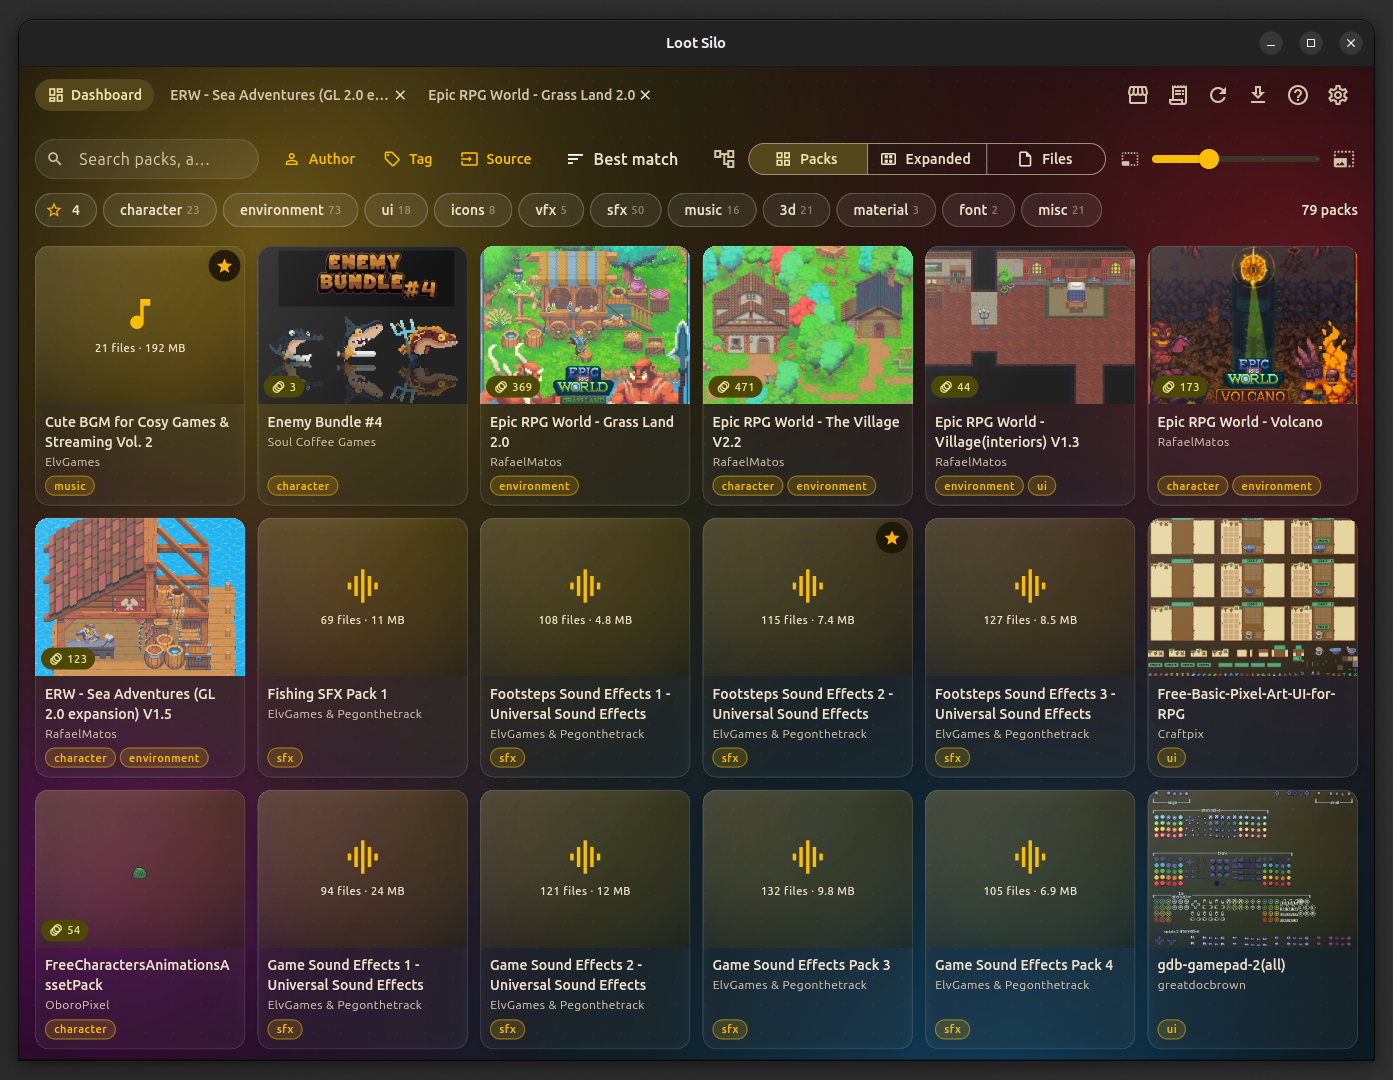 Loot Silo
Dashboard
ERW - Sea Adventures (GL 2.0 e...
Epic RPG World - Grass Land 2.0
Search packs, a...
Author
Tag
Source
Best match
Packs
Expanded
Files
4
character 23
environment 73
ui 18
icons 8
vfx 5
sfx 50
music 16
3d 21
material 3
font 2
misc 21
79 packs
21 files · 192 MB
Cute BGM for Cosy Games &
Streaming Vol. 2
ElvGames
music
ENEMY
BUNDLE #4
3
Enemy Bundle #4
Soul Coffee Games
character
369
EPIC
RPG
WORLD
GRASS LAND
Epic RPG World - Grass Land
2.0
RafaelMatos
environment
471
Epic RPG World - The Village
V2.2
RafaelMatos
character
environment
44
Epic RPG World -
Village(interiors) V1.3
RafaelMatos
environment
ui
173
EPIC
RPG
WORLD
VOLCANO
Epic RPG World - Volcano
RafaelMatos
character
environment
123
ERW - Sea Adventures (GL
2.0 expansion) V1.5
RafaelMatos
character
environment
69 files · 11 MB
Fishing SFX Pack 1
ElvGames & Pegonthetrack
sfx
108 files · 4.8 MB
Footsteps Sound Effects 1 -
Universal Sound Effects
ElvGames & Pegonthetrack
sfx
115 files · 7.4 MB
Footsteps Sound Effects 2 -
Universal Sound Effects
ElvGames & Pegonthetrack
sfx
127 files · 8.5 MB
Footsteps Sound Effects 3 -
Universal Sound Effects
ElvGames & Pegonthetrack
sfx
Free-Basic-Pixel-Art-UI-for-
RPG
Craftpix
ui
54
FreeCharactersAnimationsA
ssetPack
OboroPixel
character
94 files · 24 MB
Game Sound Effects 1 -
Universal Sound Effects
ElvGames & Pegonthetrack
sfx
121 files · 12 MB
Game Sound Effects 2 -
Universal Sound Effects
ElvGames & Pegonthetrack
sfx
132 files · 9.8 MB
Game Sound Effects Pack 3
ElvGames & Pegonthetrack
sfx
105 files · 6.9 MB
Game Sound Effects Pack 4
ElvGames & Pegonthetrack
sfx
gdb-gamepad-2(all)
greatdocbrown
ui